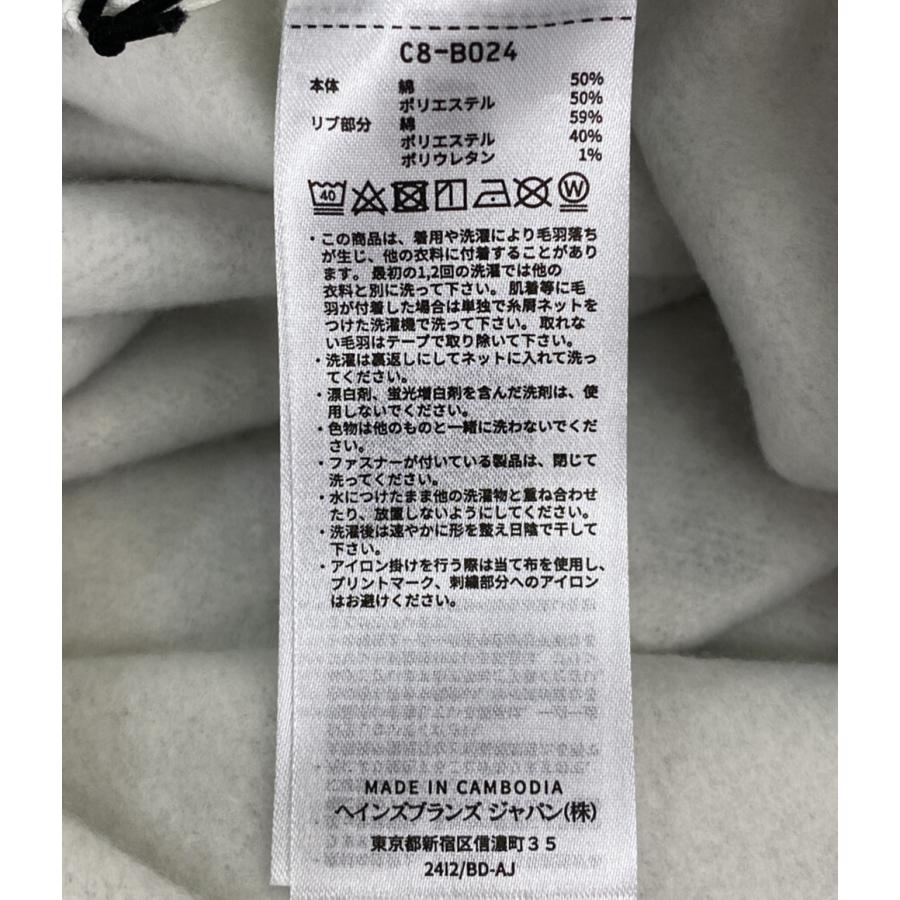 C8-B024
本体 綿 50%
ポリエステル 50%
リブ部分 綿 59%
ポリエステル 40%
ポリウレタン 1%
40 W
・この商品は、着用や洗濯により毛羽落ち
が生じ、他の衣料に付着することがあり
ます。 最初の1,2回の洗濯では他の
衣料と別に洗って下さい。 肌着等に毛
羽が付着した場合は単独で糸屑ネットを
つけた洗濯機で洗って下さい。 取れな
い毛羽はテープで取り除いて下さい。
・洗濯は裏返しにしてネットに入れて洗っ
てください。
・漂白剤、蛍光増白剤を含んだ洗剤は、使
用しないでください。
・色物は他のものと一緒に洗わないでくだ
さい。
・ファスナーが付いている製品は、閉じて
洗ってください。
・水につけたまま他の洗濯物と重ね合わせ
たり、放置しないようにしてください。
・洗濯後は速やかに形を整え日陰で干して
下さい。
・アイロン掛けを行う際は当て布を使用し、
プリントマーク、刺繍部分へのアイロン
はお避けください。
MADE IN CAMBODIA
ヘインズブランズ ジャパン(株)
東京都新宿区信濃町35
2412/BD-AJ